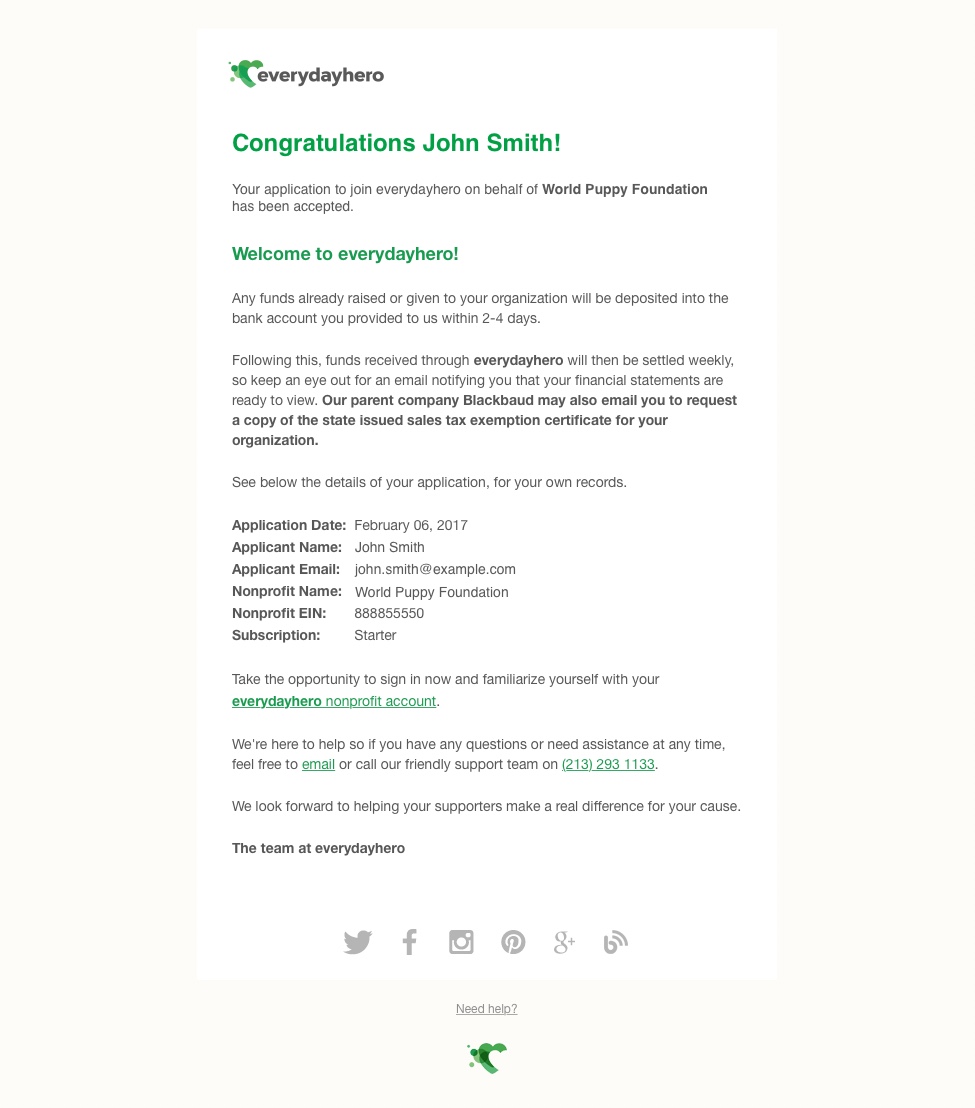 everydayhero
Congratulations John Smith!
Your application to join everydayhero on behalf of World Puppy Foundation
has been accepted.
Welcome to everydayhero!
Any funds already raised or given to your organization will be deposited into the
bank account you provided to us within 2-4 days.
Following this, funds received through everydayhero will then be settled weekly,
so keep an eye out for an email notifying you that your financial statements are
ready to view. Our parent company Blackbaud may also email you to request
a copy of the state issued sales tax exemption certificate for your
organization.
See below the details of your application, for your own records.
Application Date: February 06, 2017
Applicant Name: John Smith
Applicant Email: john.smith@example.com
Nonprofit Name: World Puppy Foundation
Nonprofit EIN: 888855550
Subscription: Starter
Take the opportunity to sign in now and familiarize yourself with your
everydayhero nonprofit account.
We're here to help so if you have any questions or need assistance at any time,
feel free to email or call our friendly support team on (213) 293 1133.
We look forward to helping your supporters make a real difference for your cause.
The team at everydayhero
Need help?